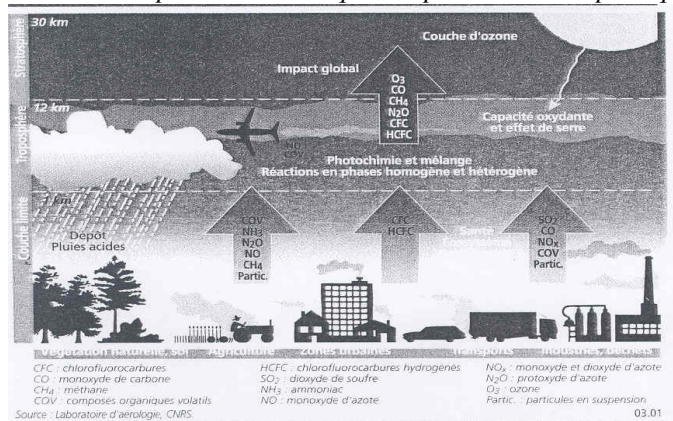 30 km
Stratosphère
Couche d'ozone
Impact global
O3
CO
CH4
N2O
CFC
HCFC
12 km
Troposphère
Capacité oxydante
et effet de serre
NO
Photochimie et mélange
Réactions en phases homogène et hétérogène
1 km
Couche limite
Dépôt
Pluies acides
COV
NH3
N2O
NO
CH4
Partic.
CFC
HCFC
Santé
SO2
CO
NOx
COV
Partic.
Végétation naturelle, sol
Agriculture
Zones urbaines
Transports
Industries, déchets
CFC : chlorofluorocarbures
CO : monoxyde de carbone
CH4 : méthane
COV : composés organiques volatils
HCFC : chlorofluorocarbures hydrogénés
SO2 : dioxyde de soufre
NH3 : ammoniac
NO : monoxyde d'azote
NOx : monoxyde et dioxyde d'azote
N2O : protoxyde d'azote
O3 : ozone
Partic. : particules en suspension
Source : Laboratoire d'aérologie, CNRS.
03.01